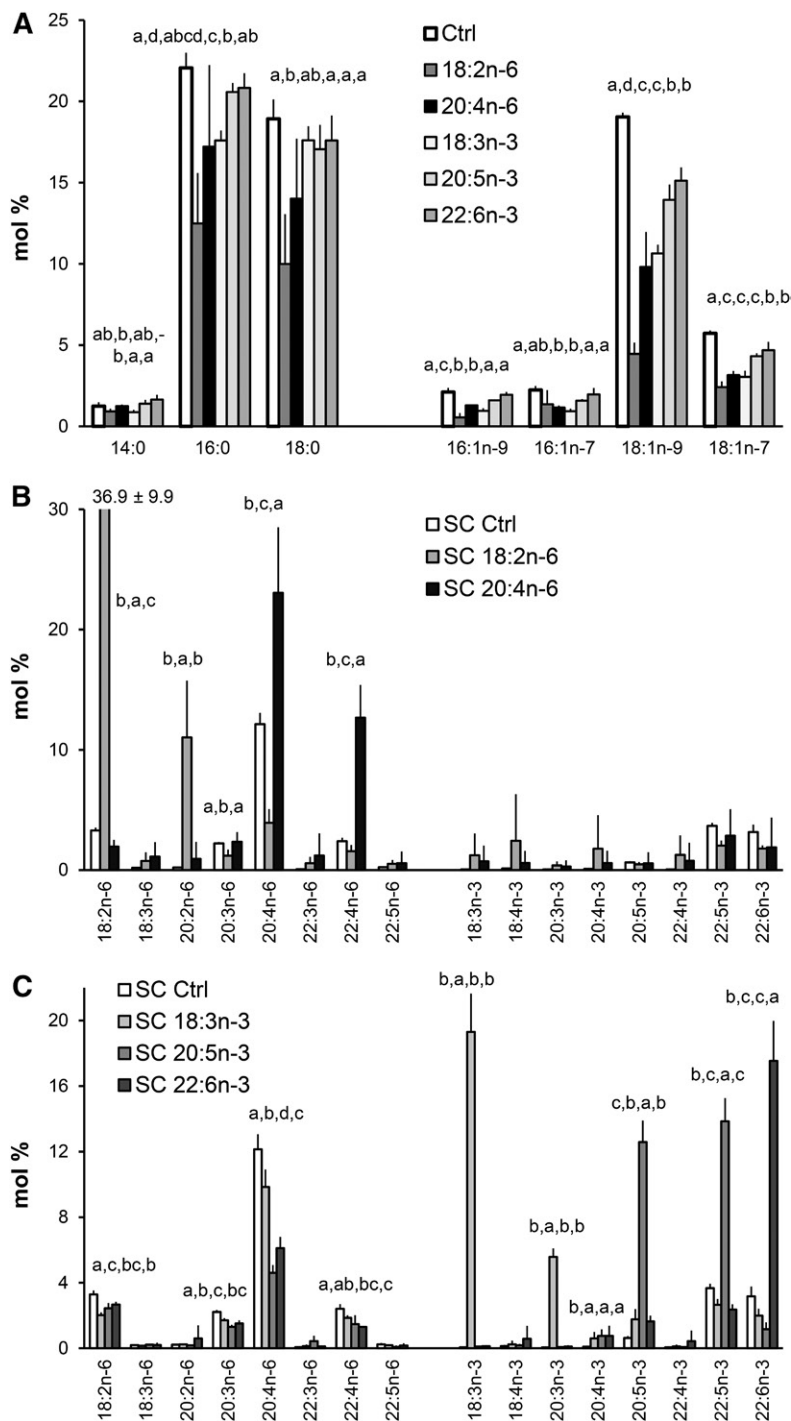 A
25
20
15
10
5
0
mol %
a,d,abcd,c,b,ab
a,b,ab,a,a,a
ab,b,ab,-
b,a,a
a,c,b,b,a,a
a,ab,b,b,a,a
a,d,c,c,b,b
a,c,c,c,b,b
Ctrl
18:2n-6
20:4n-6
18:3n-3
20:5n-3
22:6n-3
14:0
16:0
18:0
16:1n-9
16:1n-7
18:1n-9
18:1n-7
B
30
20
10
0
mol %
36.9 ± 9.9
b,a,c
b,a,b
a,b,a
b,c,a
b,c,a
SC Ctrl
SC 18:2n-6
SC 20:4n-6
18:2n-6
18:3n-6
20:2n-6
20:3n-6
20:4n-6
22:3n-6
22:4n-6
22:5n-6
18:3n-3
18:4n-3
20:3n-3
20:4n-3
20:5n-3
22:4n-3
22:5n-3
22:6n-3
C
20
16
12
8
4
0
mol %
SC Ctrl
SC 18:3n-3
SC 20:5n-3
SC 22:6n-3
a,c,bc,b
a,b,c,bc
a,b,d,c
a,ab,bc,c
b,a,b,b
b,a,b,b
b,a,a,a
c,b,a,b
b,c,a,c
b,c,c,a
18:2n-6
18:3n-6
20:2n-6
20:3n-6
20:4n-6
22:3n-6
22:4n-6
22:5n-6
18:3n-3
18:4n-3
20:3n-3
20:4n-3
20:5n-3
22:4n-3
22:5n-3
22:6n-3